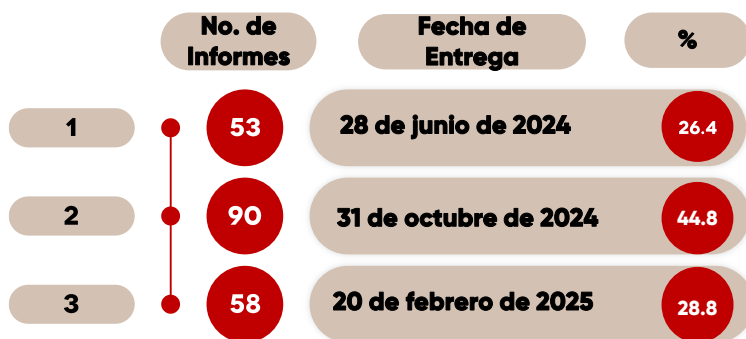 No. de
Informes
Fecha de
Entrega
%
1
53
28 de junio de 2024
26.4
2
90
31 de octubre de 2024
44.8
3
58
20 de febrero de 2025
28.8